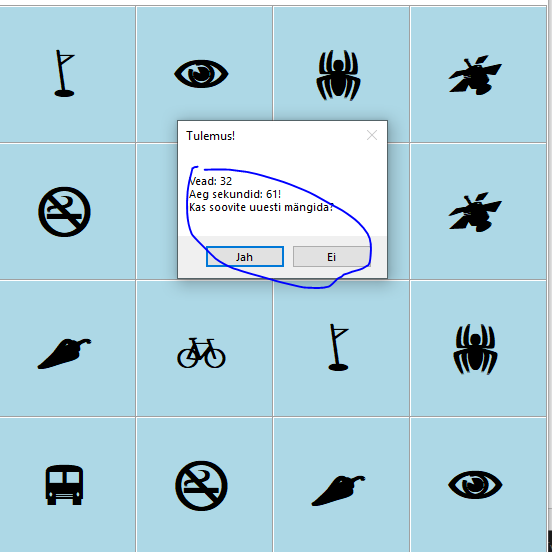 Tulemus!
Vead: 32
Aeg sekundid: 61!
Kas soovite uuesti mängida?
Jah
Ei